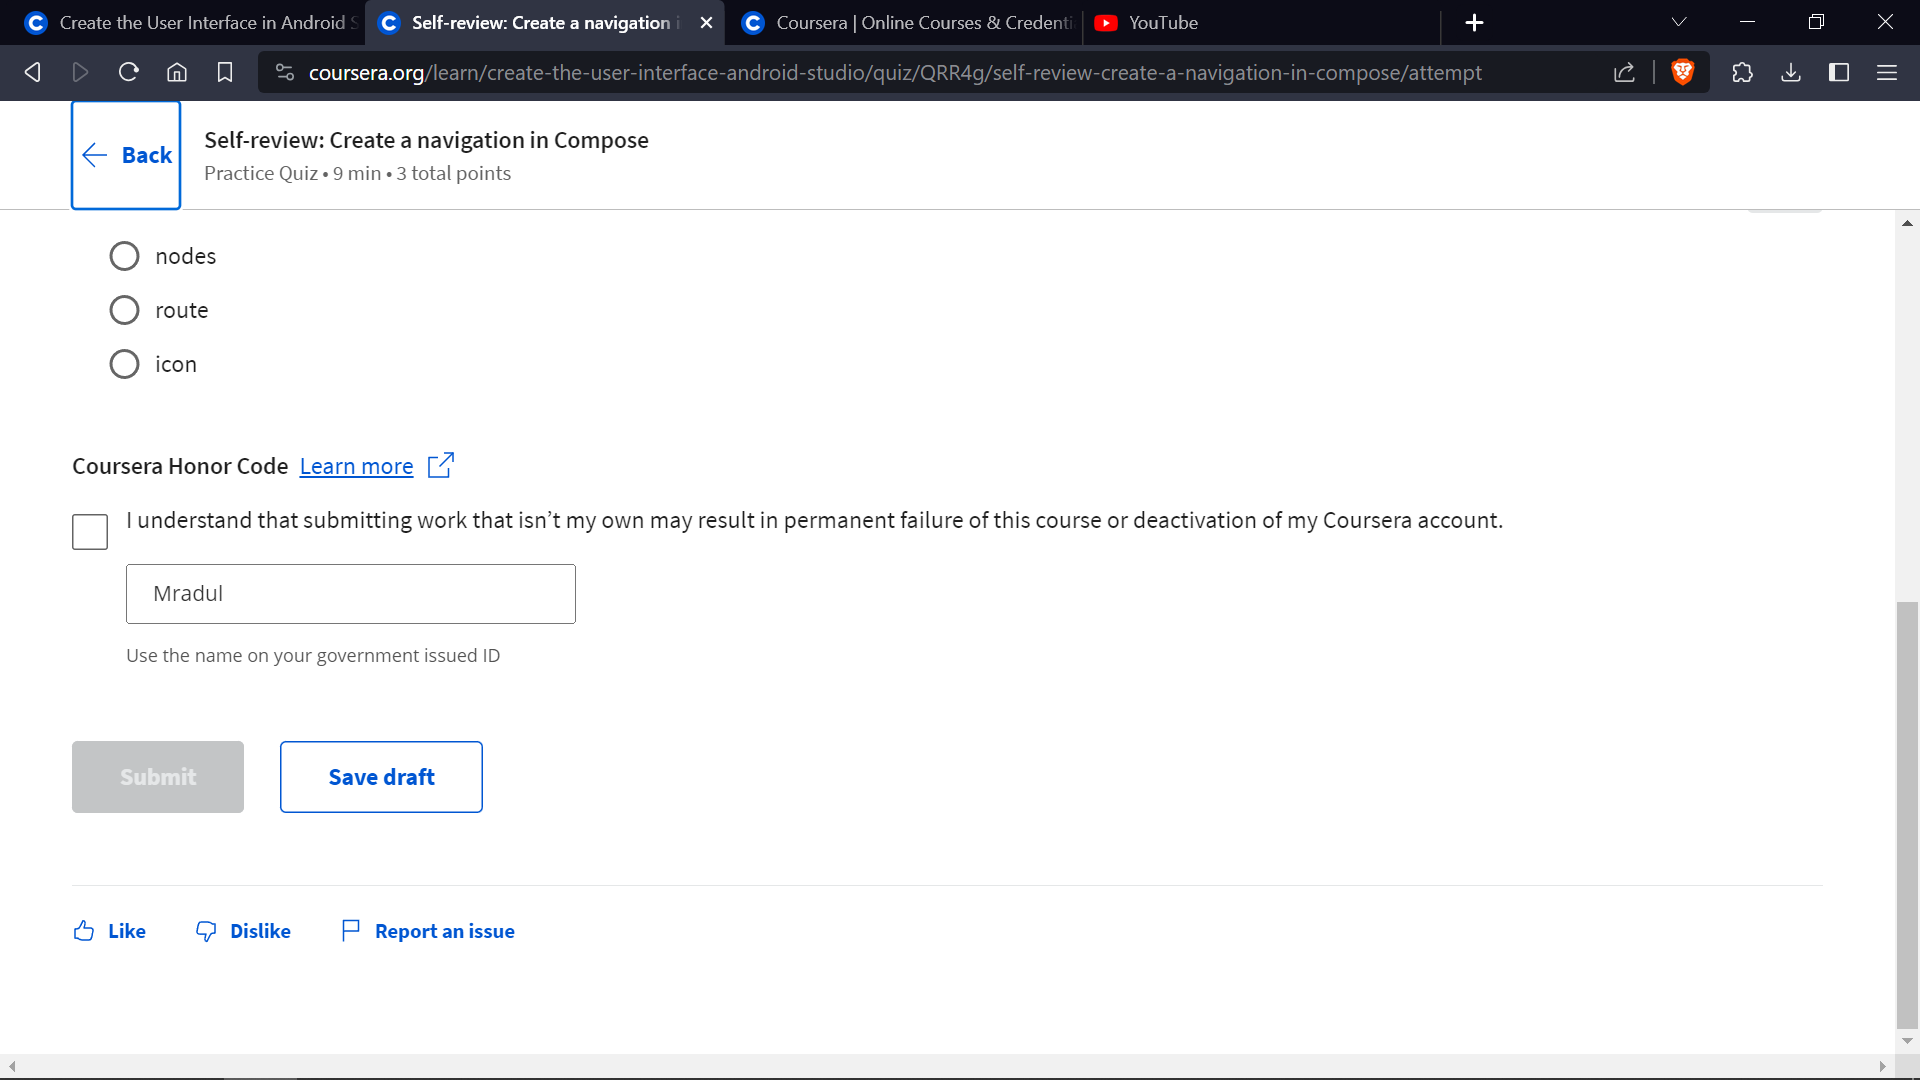 Create the User Interface in Android S
Self-review: Create a navigation i
Coursera | Online Courses & Credenti
YouTube
coursera.org/learn/create-the-user-interface-android-studio/quiz/QRR4g/self-review-create-a-navigation-in-compose/attempt
Back
Self-review: Create a navigation in Compose
Practice Quiz • 9 min • 3 total points
nodes
route
icon
Coursera Honor Code Learn more
I understand that submitting work that isn’t my own may result in permanent failure of this course or deactivation of my Coursera account.
Mradul
Use the name on your government issued ID
Submit
Save draft
Like
Dislike
Report an issue